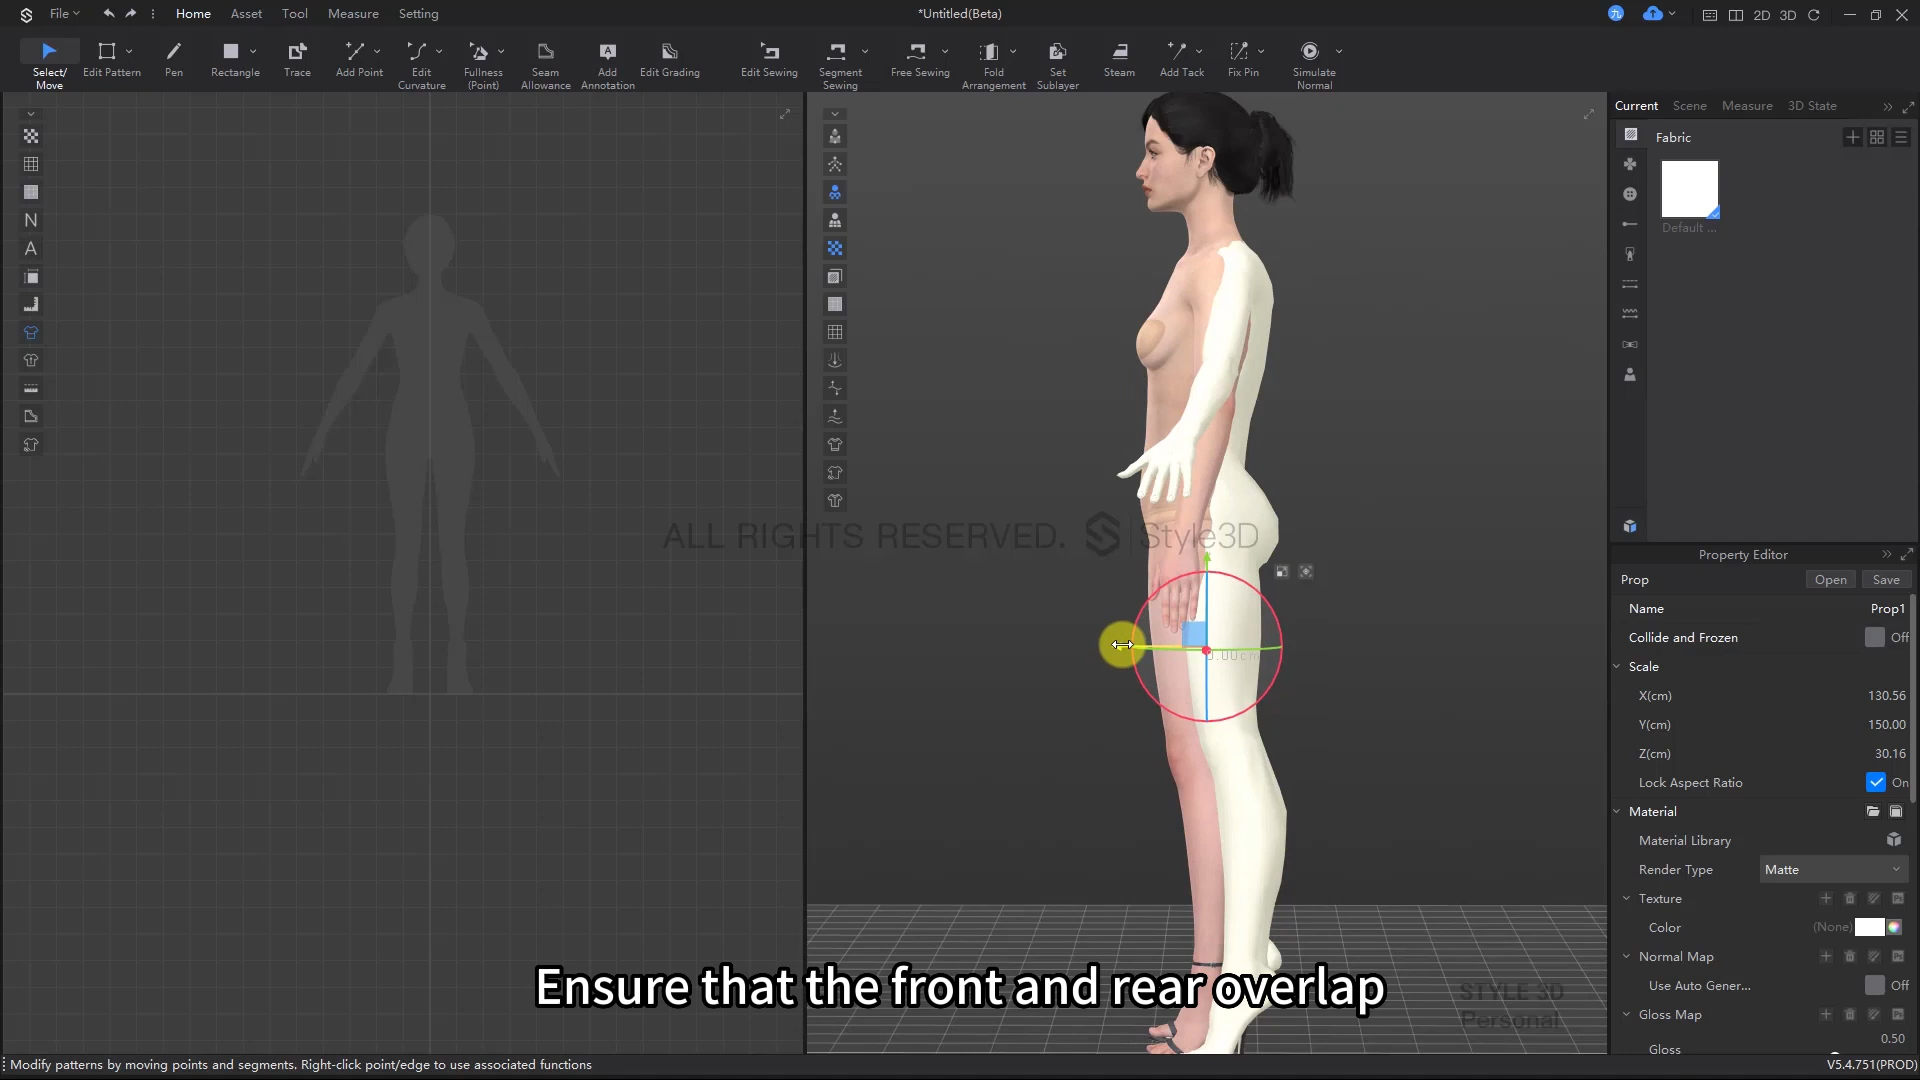 File
Home
Asset
Tool
Measure
Setting
*Untitled(Beta)
2D
3D
Select/
Move
Edit Pattern
Pen
Rectangle
Trace
Add Point
Edit
Curvature
Fullness
(Point)
Seam
Allowance
Add
Annotation
Edit Grading
Edit Sewing
Segment
Sewing
Free Sewing
Fold
Arrangement
Set
Sublayer
Steam
Add Tack
Fix Pin
Simulate
Normal
Current
Scene
Measure
3D State
Fabric
Default ...
N
A
ALL RIGHTS RESERVED. Style3D
Property Editor
Prop
Open
Save
Name
Prop1
Collide and Frozen
Off
Scale
X(cm)
130.56
Y(cm)
150.00
Z(cm)
30.16
Lock Aspect Ratio
On
Material
Material Library
Render Type
Matte
Texture
Color
(None)
Normal Map
Use Auto Gener...
Off
Gloss Map
Gloss
0.50
Ensure that the front and rear overlap
STYLE 3D
Personal
Modify patterns by moving points and segments. Right-click point/edge to use associated functions
V5.4.751(PROD)